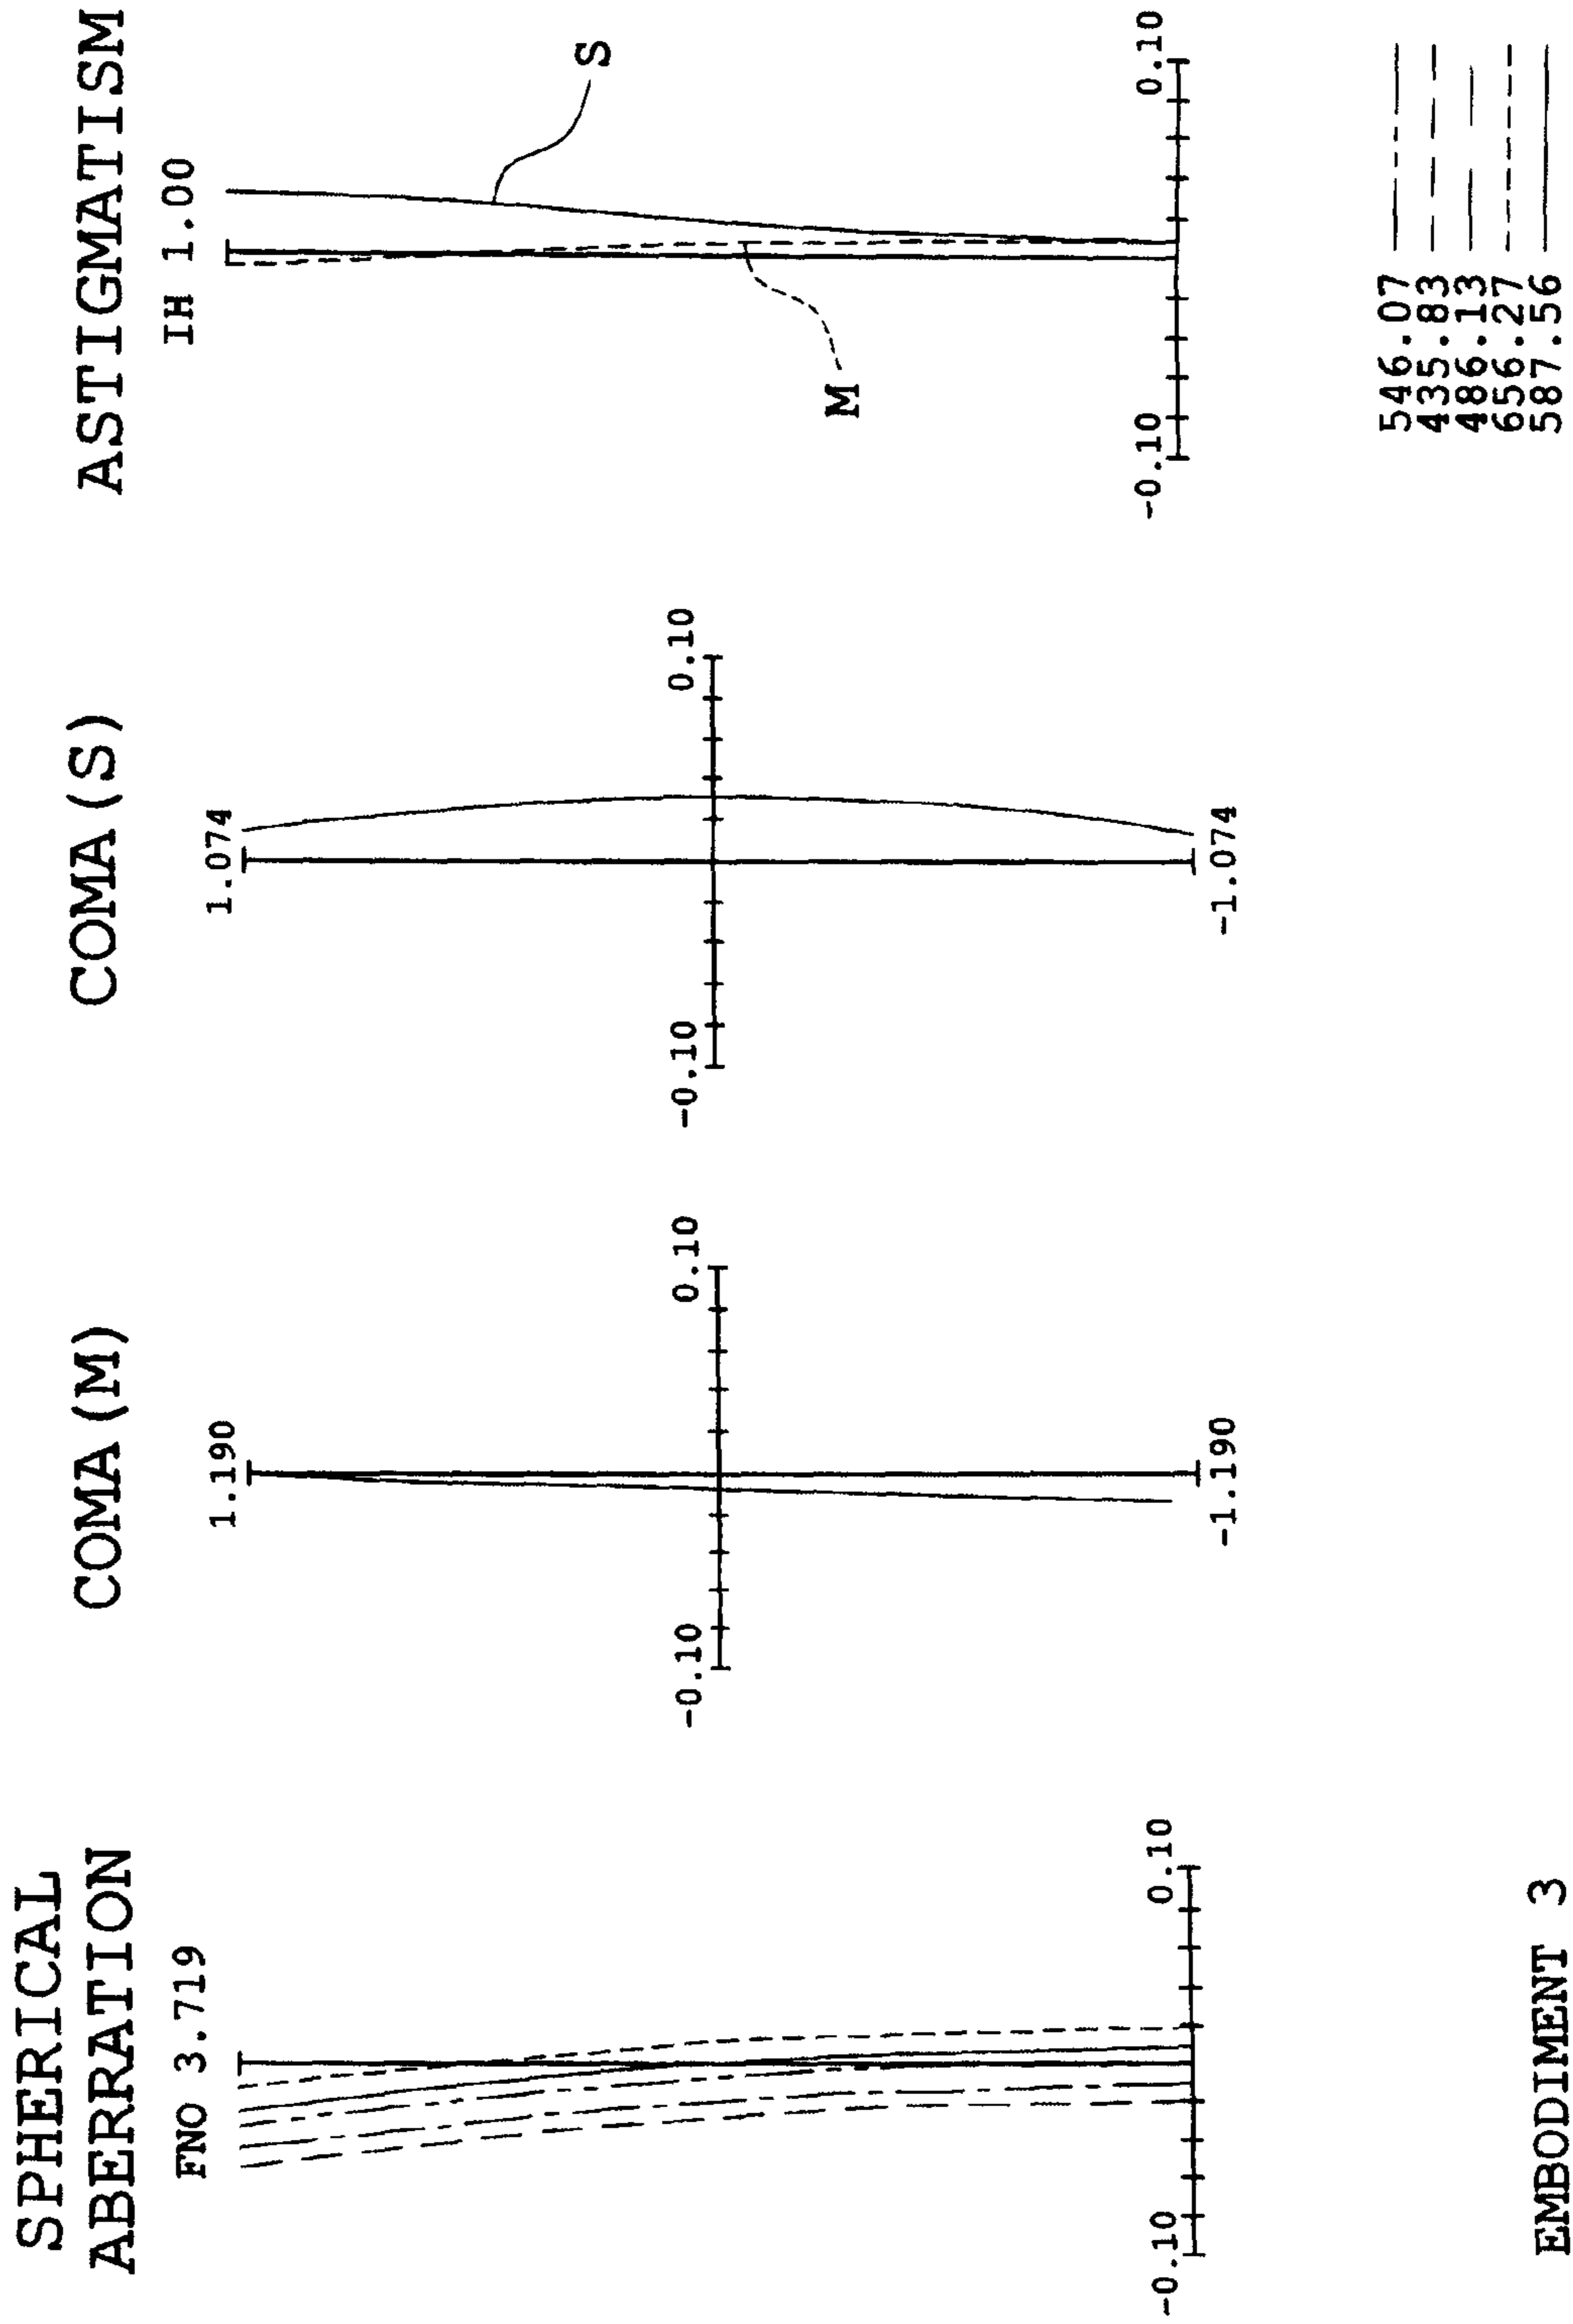 SPHERICAL
ABERRATION
FNO 3.719
-0.10
0.10
COMA (M)
1.190
-0.10
0.10
-1.190
COMA (S)
1.074
-0.10
0.10
-1.074
ASTIGMATISM
IH 1.00
S
M
-0.10
0.10
546.07
435.83
486.13
656.27
587.56
EMBODIMENT 3